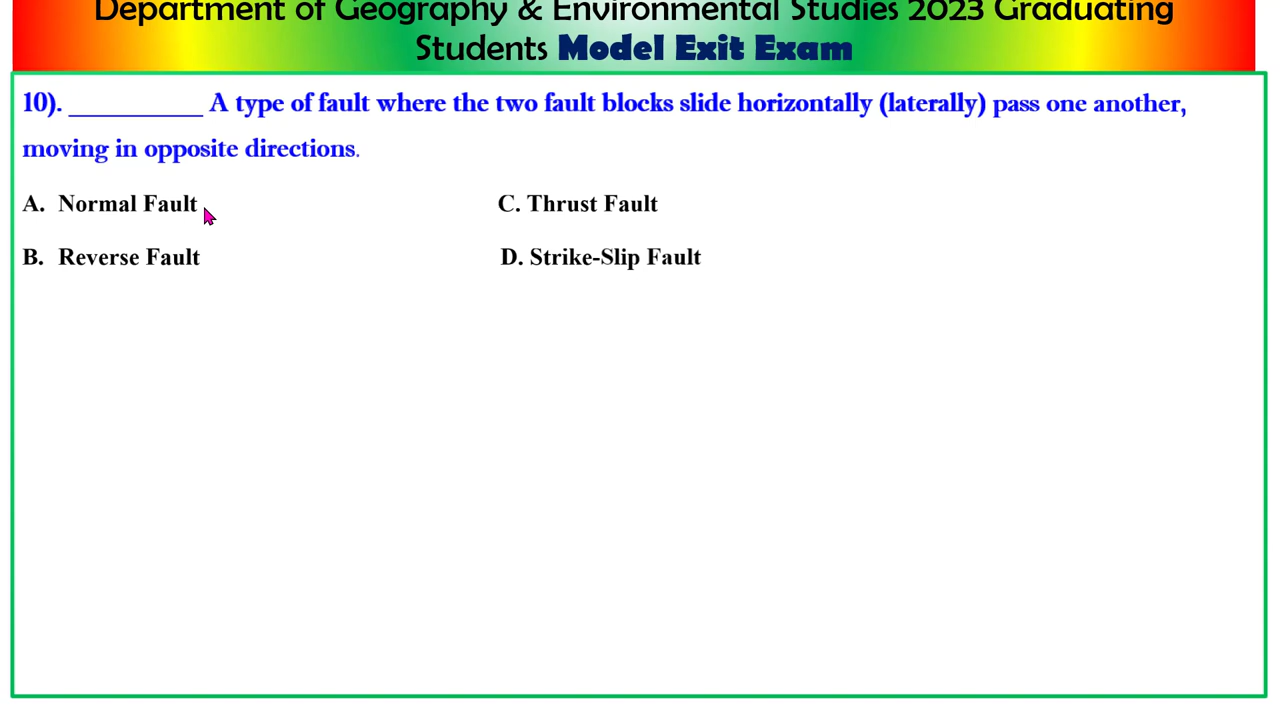 Department of Geography & Environmental Studies 2023 Graduating
Students Model Exit Exam
10). __________ A type of fault where the two fault blocks slide horizontally (laterally) pass one another,
moving in opposite directions.
A. Normal Fault C. Thrust Fault
B. Reverse Fault D. Strike-Slip Fault